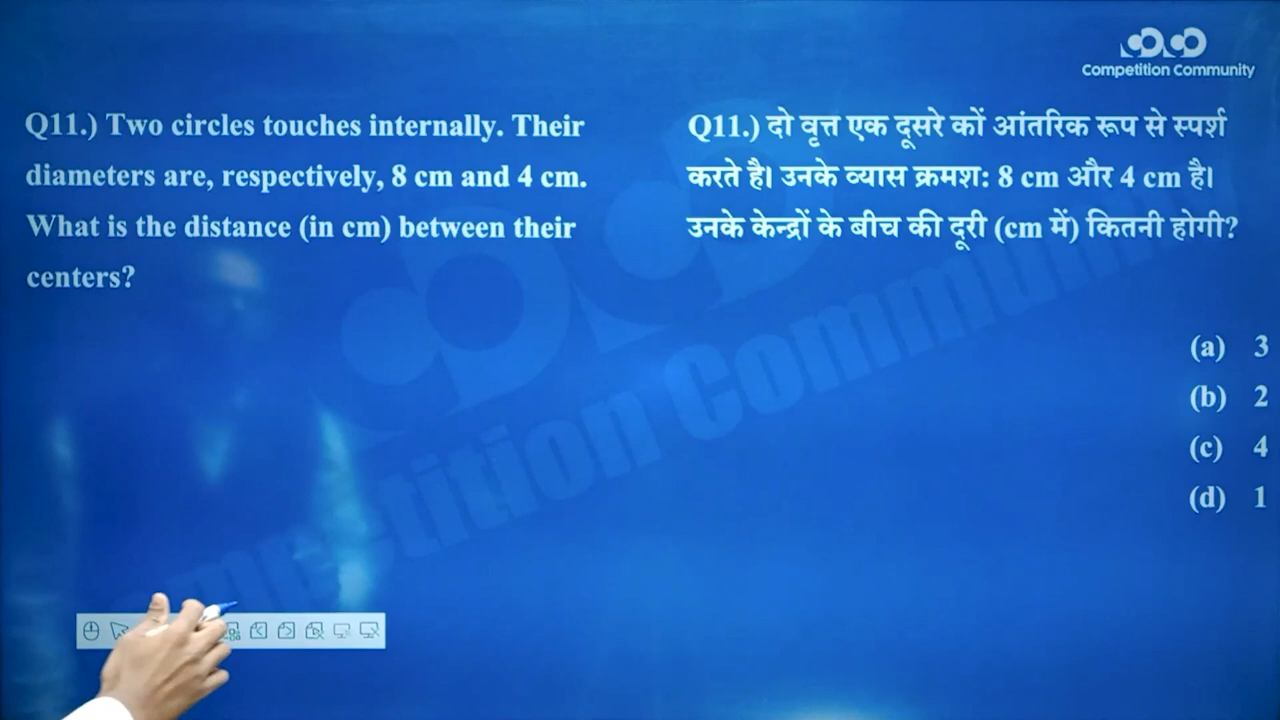 Competition Community
Q11.) Two circles touches internally. Their
diameters are, respectively, 8 cm and 4 cm.
What is the distance (in cm) between their
centers?
Q11.) दो वृत्त एक दूसरे कों आंतरिक रूप से स्पर्श
करते है। उनके व्यास क्रमश: 8 cm और 4 cm है।
उनके केन्द्रों के बीच की दूरी (cm में) कितनी होगी?
(a) 3
(b) 2
(c) 4
(d) 1
Competition Community